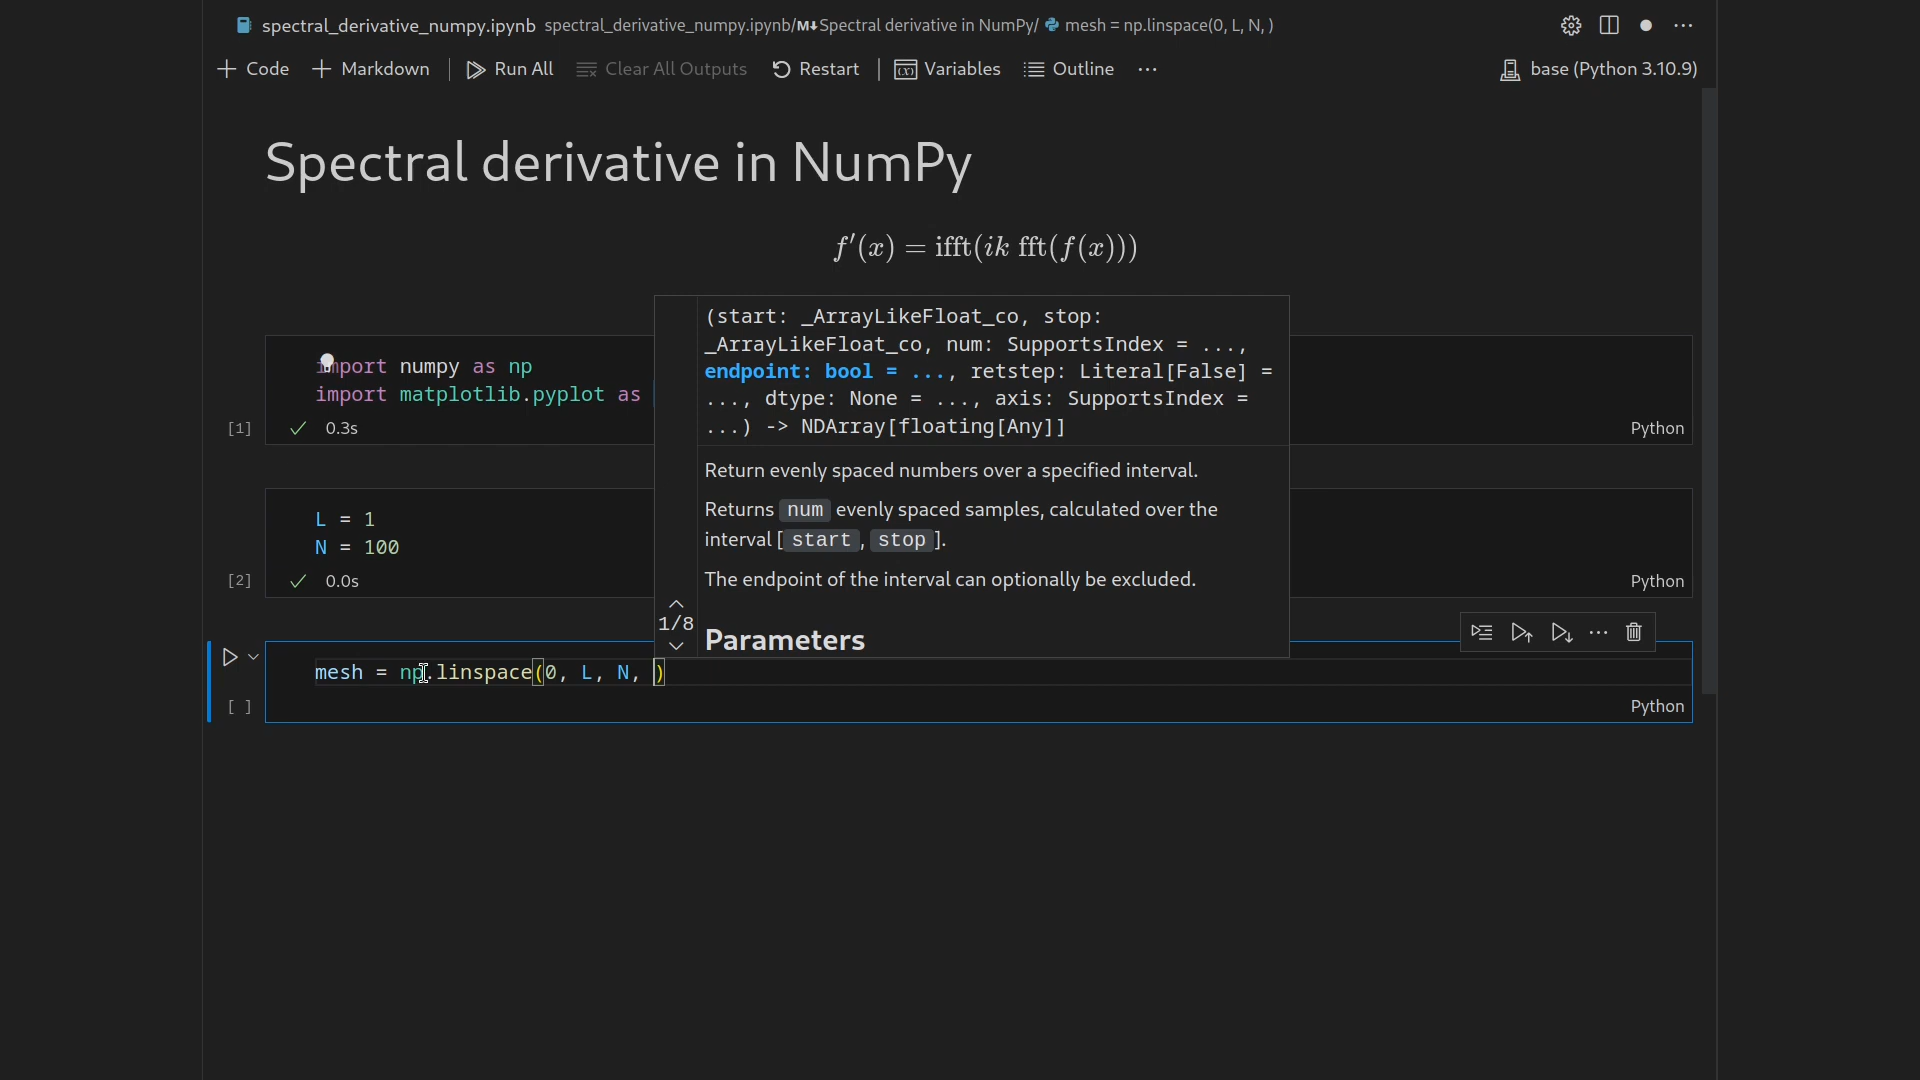 spectral_derivative_numpy.ipynb spectral_derivative_numpy.ipynb/M↓Spectral derivative in NumPy/ mesh = np.linspace(0, L, N, )
Code Markdown Run All Clear All Outputs Restart Variables Outline ··· base (Python 3.10.9)
Spectral derivative in NumPy
f′(x) = ifft(ik fft(f(x)))
import numpy as np
import matplotlib.pyplot as
[1] 0.3s Python
L = 1
N = 100
[2] 0.0s Python
(start: _ArrayLikeFloat_co, stop:
_ArrayLikeFloat_co, num: SupportsIndex = ...,
endpoint: bool = ..., retstep: Literal[False] =
..., dtype: None = ..., axis: SupportsIndex =
...) -> NDArray[floating[Any]]
Return evenly spaced numbers over a specified interval.
Returns num evenly spaced samples, calculated over the
interval [ start , stop ].
The endpoint of the interval can optionally be excluded.
1/8
Parameters
mesh = np.linspace(0, L, N, )
[ ] Python